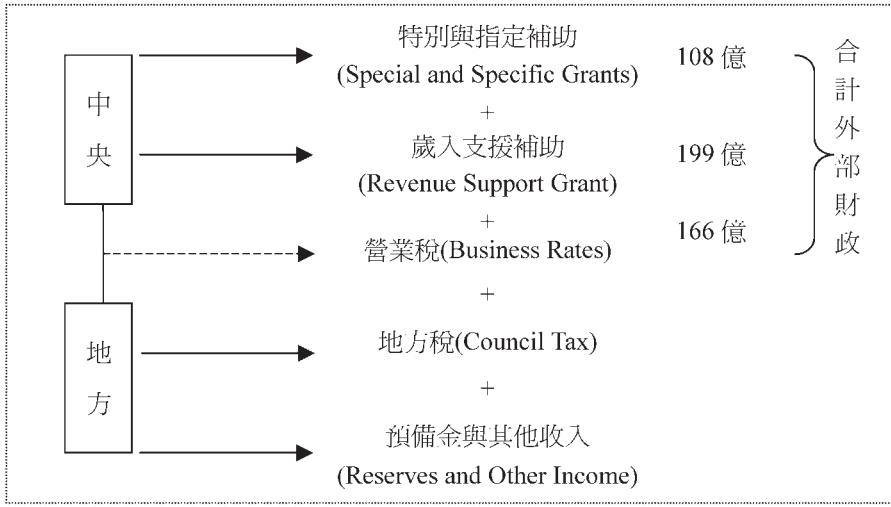 中央
特別與指定補助
(Special and Specific Grants)
108 億
+
歲入支援補助
(Revenue Support Grant)
199 億
+
營業稅(Business Rates)
166 億
合計外部財政
+
地方
地方稅(Council Tax)
+
預備金與其他收入
(Reserves and Other Income)